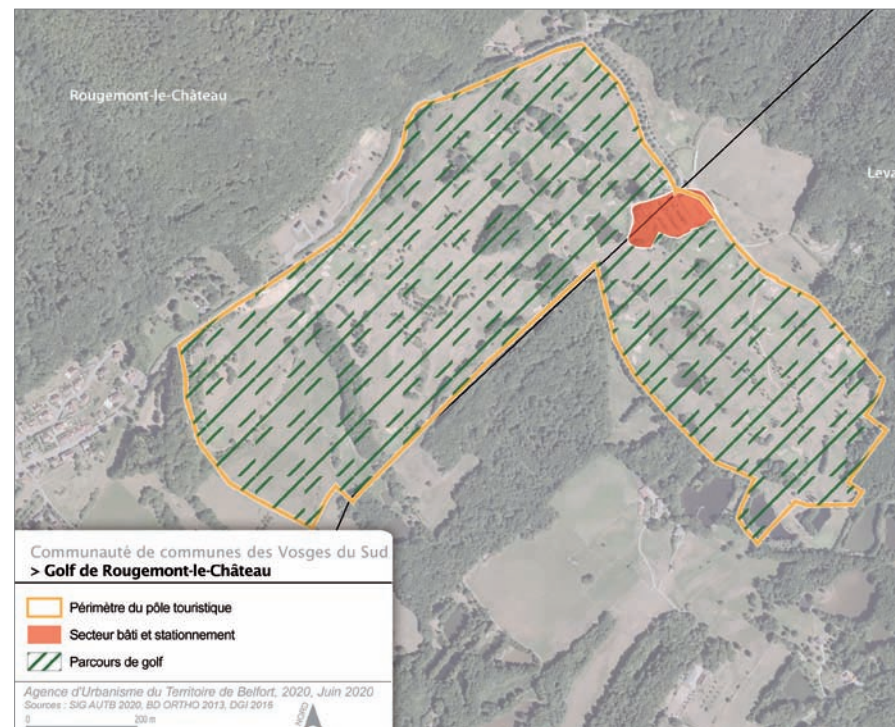 Rougemont-le-Château
Communauté de communes des Vosges du Sud
> Golf de Rougemont-le-Château
Périmètre du pôle touristique
Secteur bâti et stationnement
Parcours de golf
Agence d'Urbanisme du Territoire de Belfort, 2020, Juin 2020
Sources : SIG AUTB 2020, BD ORTHO 2013, DGI 2016
0 200 m
NORD